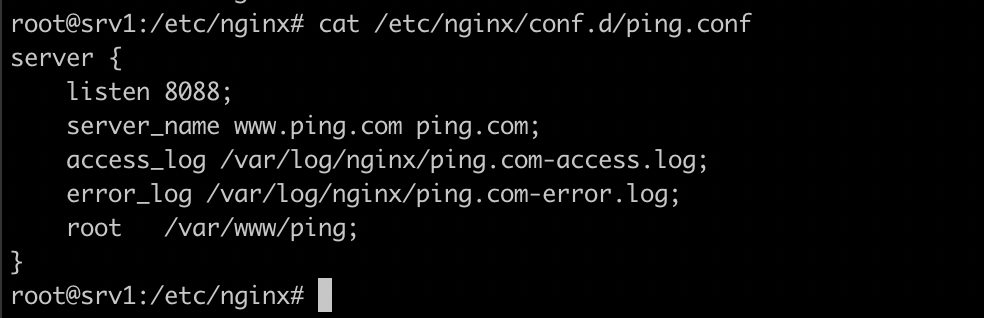 root@srv1:/etc/nginx# cat /etc/nginx/conf.d/ping.conf
server {
    listen 8088;
    server_name www.ping.com ping.com;
    access_log /var/log/nginx/ping.com-access.log;
    error_log /var/log/nginx/ping.com-error.log;
    root   /var/www/ping;
}
root@srv1:/etc/nginx#